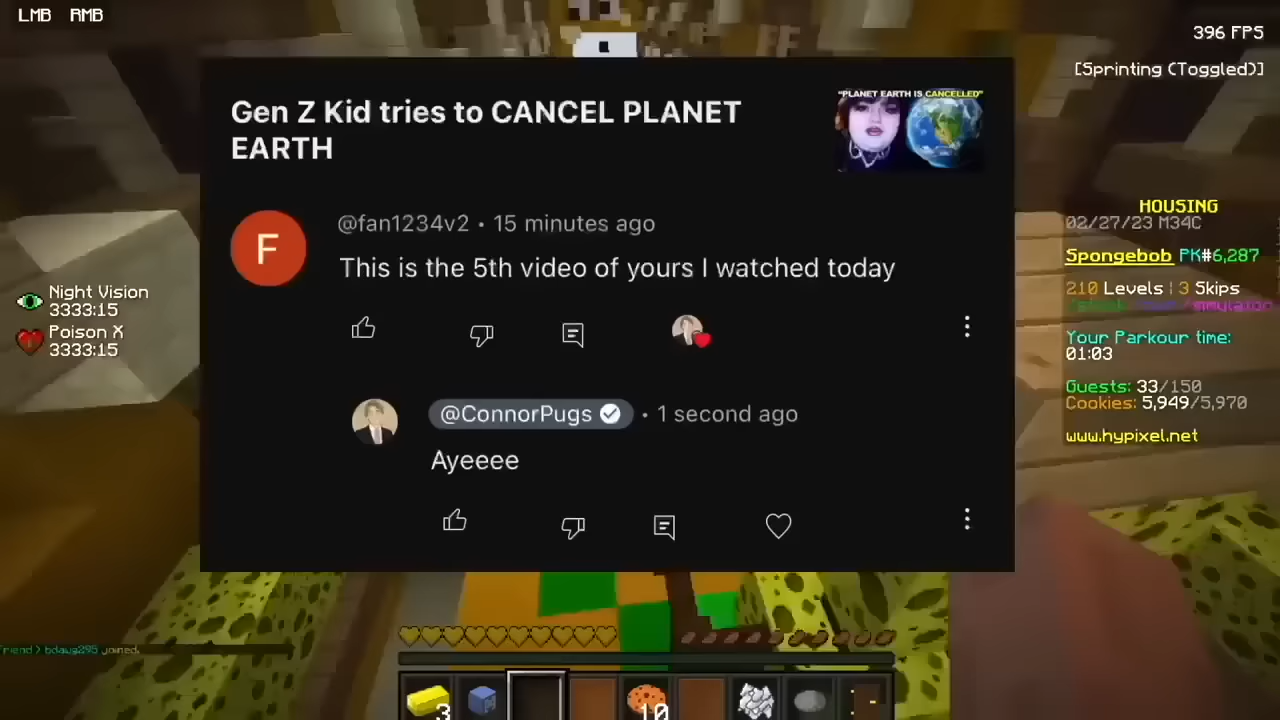 LMB RMB
396 FPS
[Sprinting (Toggled)]
Gen Z Kid tries to CANCEL PLANET
EARTH
"PLANET EARTH IS CANCELLED"
@fan1234v2 • 15 minutes ago
F
This is the 5th video of yours I watched today
@ConnorPugs • 1 second ago
Ayeeee
Night Vision
3333:15
Poison X
3333:15
HOUSING
02/27/23 M34C
Spongebob PK#6,287
210 Levels | 3 Skips
Your Parkour time:
01:03
Guests: 33/150
Cookies: 5,949/5,970
www.hypixel.net
Friend > bdawg295 joined.
3
10